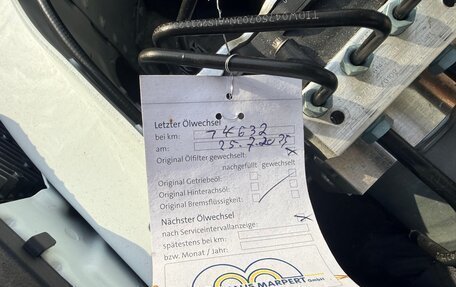 Letzter Ölwechsel
bei km: 74632
am: 25.7.2025
Original Ölfilter gewechselt: x
nachgefüllt gewechselt
Original Getriebeöl:
Original Hinterachsöl:
Original Bremsflüssigkeit:
Nächster Ölwechsel
nach Serviceintervallanzeige: x
spätestens bei km:
bzw. Monat / Jahr:
MARPERT GmbH